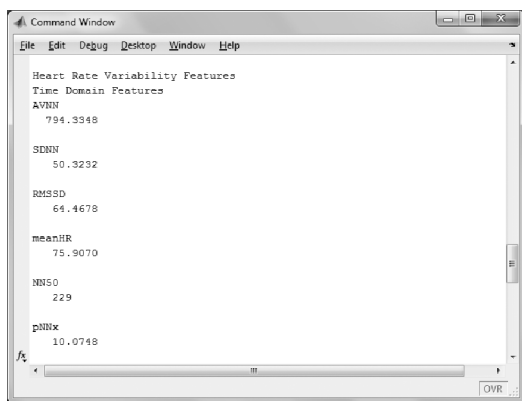 Command Window
File Edit Debug Desktop Window Help
Heart Rate Variability Features
Time Domain Features
AVNN
794.3348
SDNN
50.3232
RMSSD
64.4678
meanHR
75.9070
NN50
229
pNNx
10.0748
fx
OVR